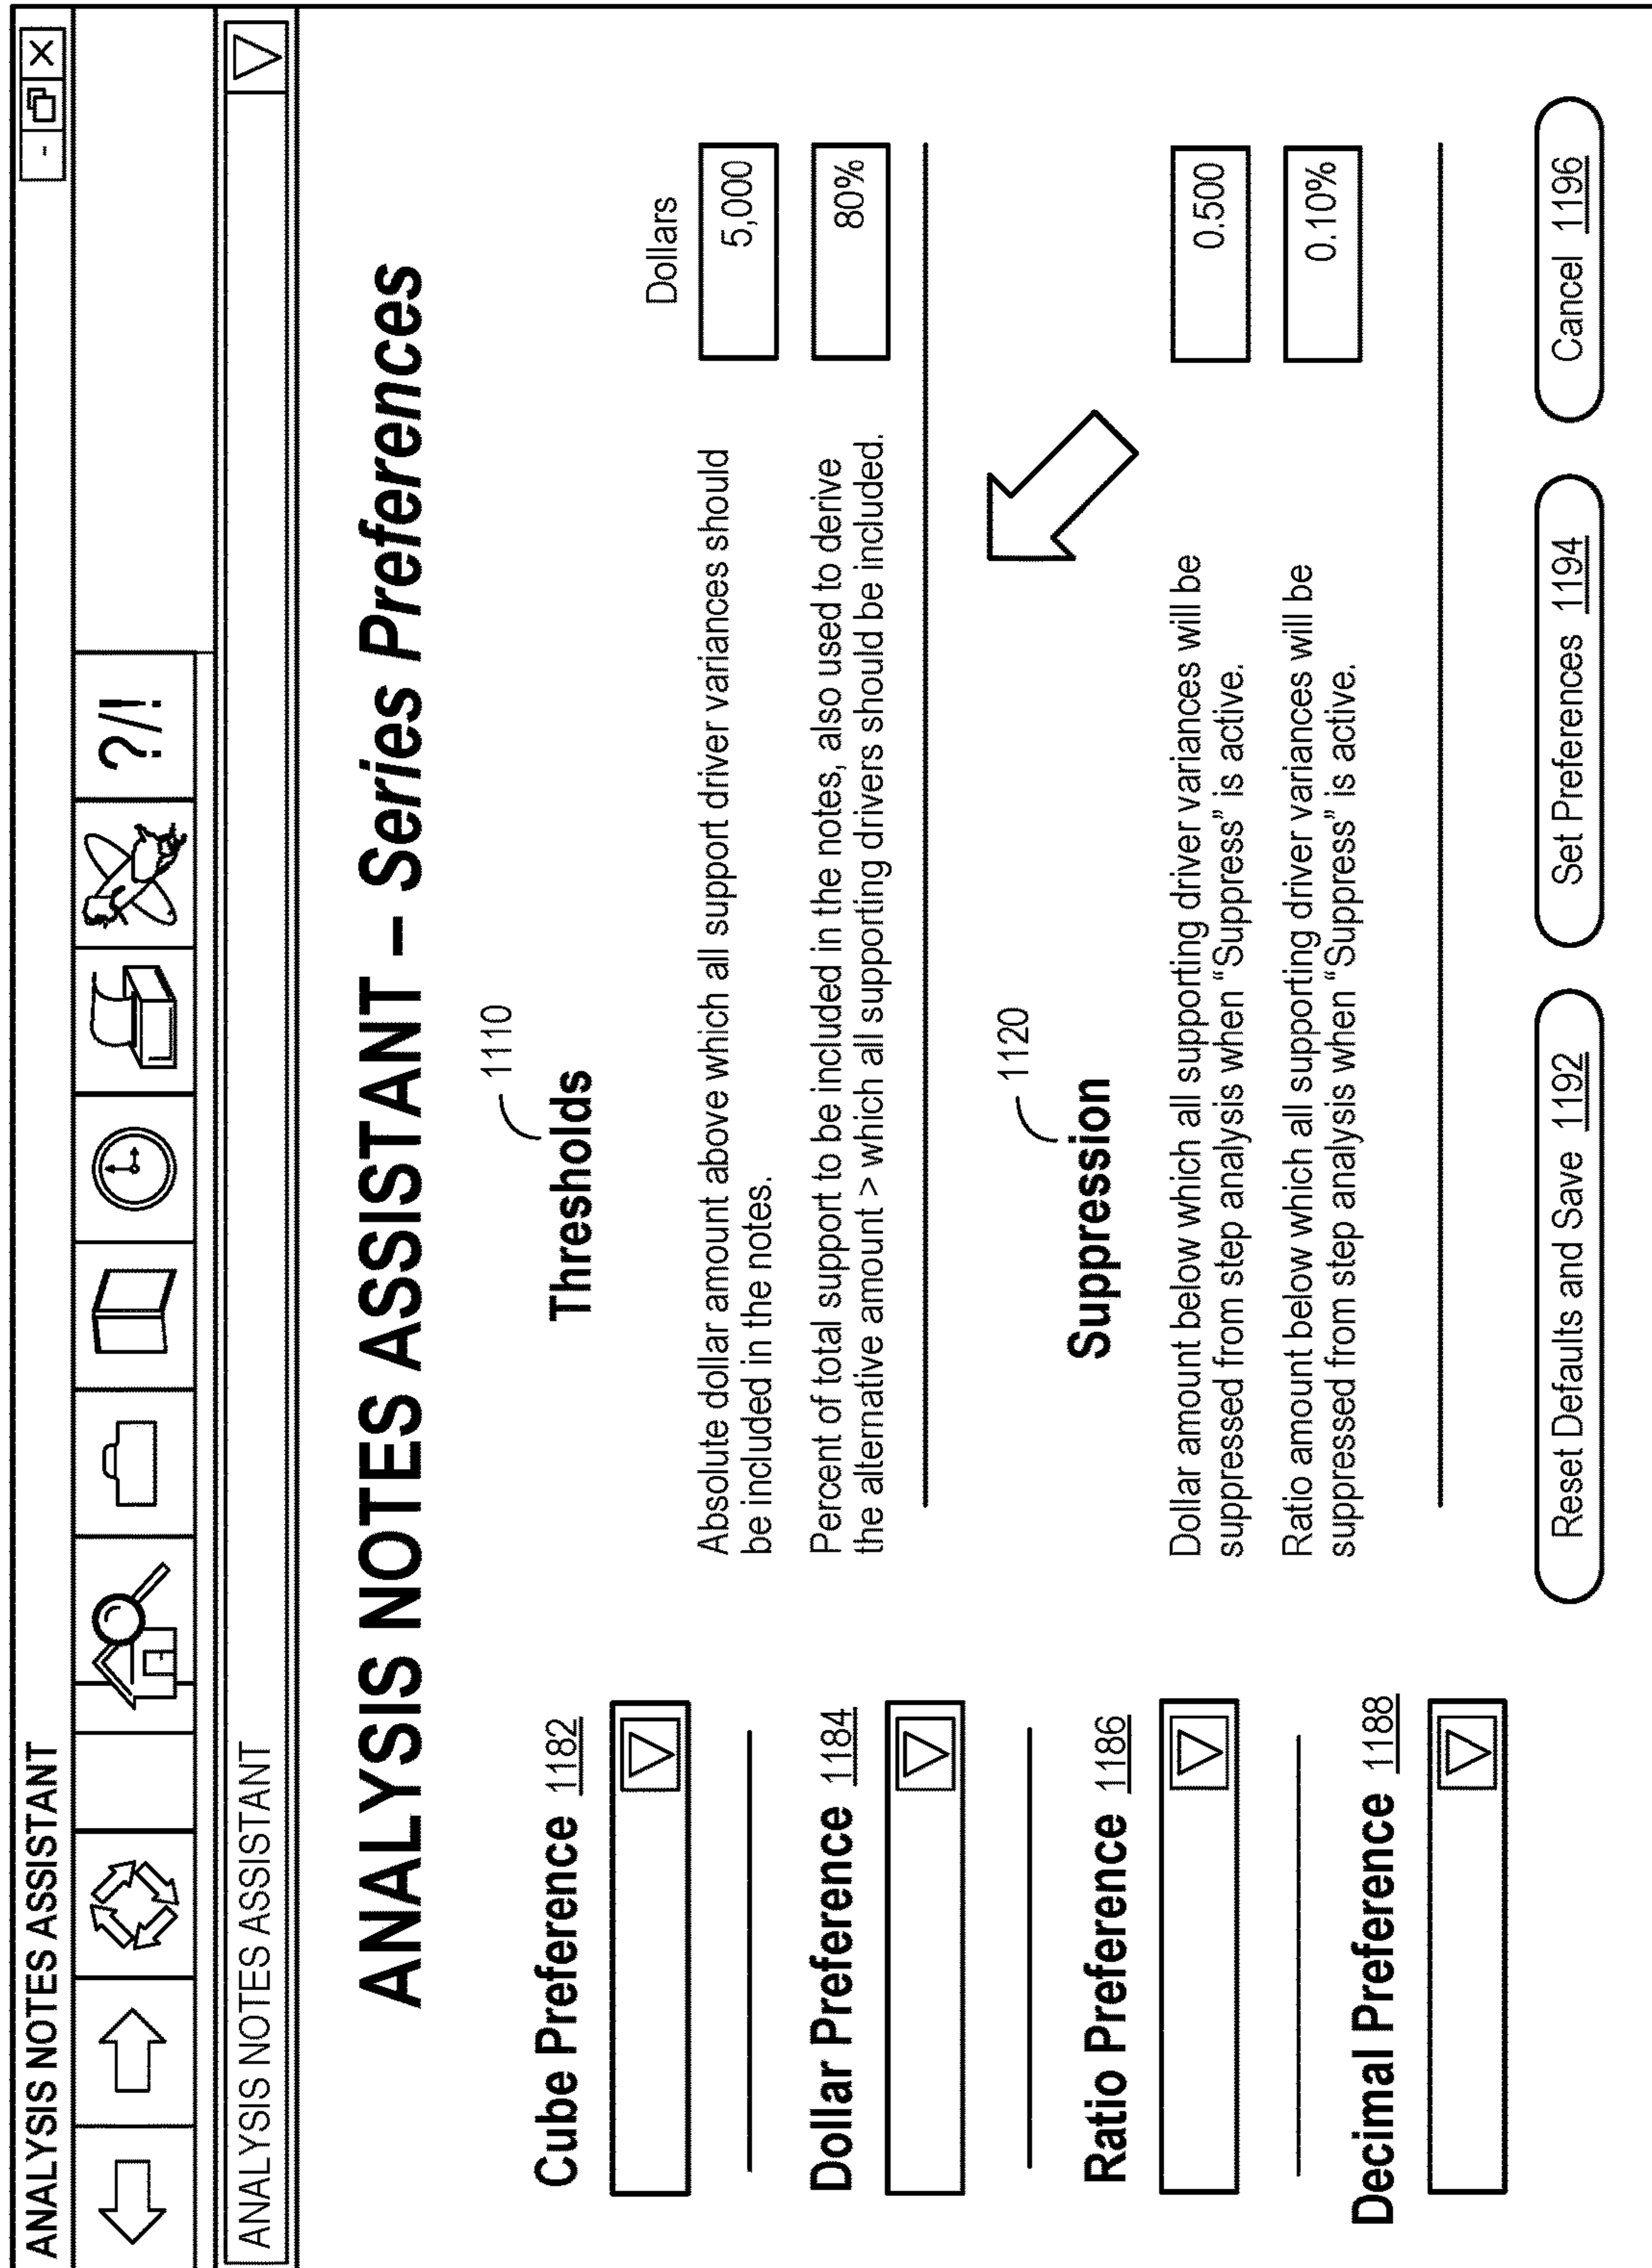 ANALYSIS NOTES ASSISTANT
- X
?/!
ANALYSIS NOTES ASSISTANT
ANALYSIS NOTES ASSISTANT – Series Preferences
Cube Preference 1182
Dollar Preference 1184
Ratio Preference 1186
Decimal Preference 1188
1110
Thresholds
Dollars
Absolute dollar amount above which all support driver variances should
be included in the notes.
5,000
Percent of total support to be included in the notes, also used to derive
the alternative amount > which all supporting drivers should be included.
80%
1120
Suppression
Dollar amount below which all supporting driver variances will be
suppressed from step analysis when "Suppress" is active.
0.500
Ratio amount below which all supporting driver variances will be
suppressed from step analysis when "Suppress" is active.
0.10%
Reset Defaults and Save 1192
Set Preferences 1194
Cancel 1196